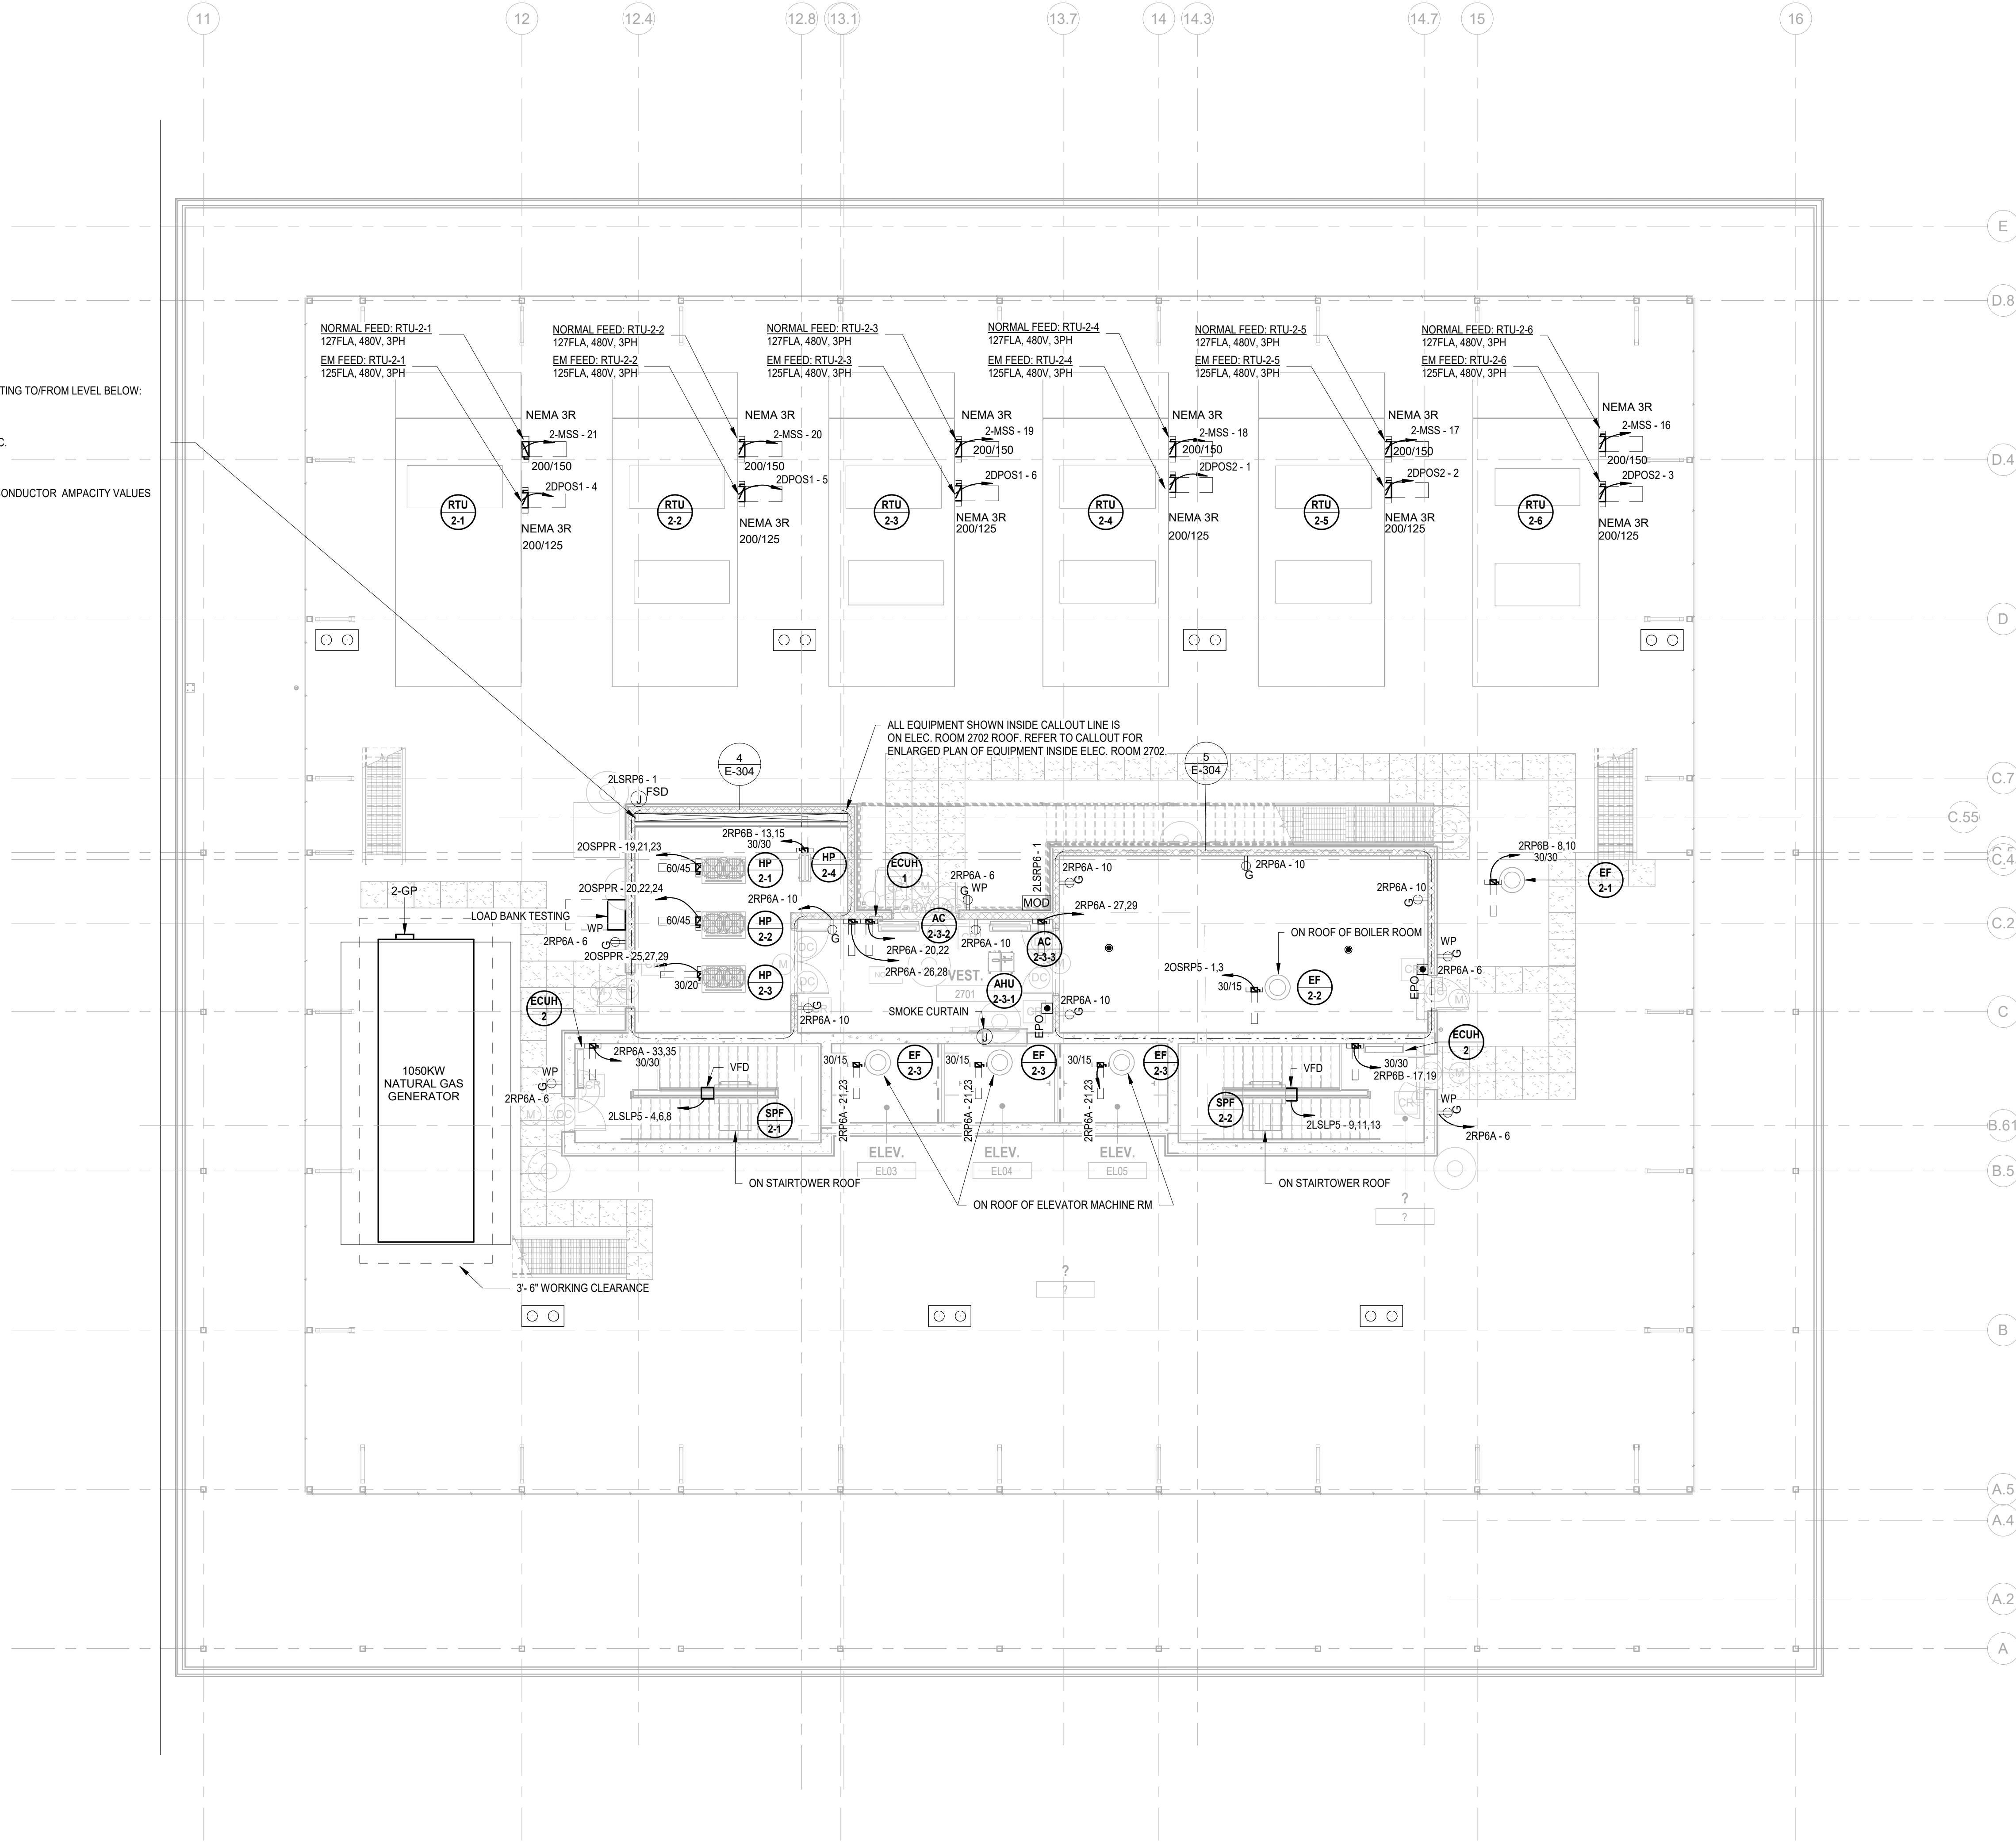 11
12
12.4
12.8
13.1
13.7
14
14.3
14.7
15
16
E
D.8
NORMAL FEED: RTU-2-1
127FLA, 480V, 3PH
EM FEED: RTU-2-1
125FLA, 480V, 3PH
NORMAL FEED: RTU-2-2
127FLA, 480V, 3PH
EM FEED: RTU-2-2
125FLA, 480V, 3PH
NORMAL FEED: RTU-2-3
127FLA, 480V, 3PH
EM FEED: RTU-2-3
125FLA, 480V, 3PH
NORMAL FEED: RTU-2-4
127FLA, 480V, 3PH
EM FEED: RTU-2-4
125FLA, 480V, 3PH
NORMAL FEED: RTU-2-5
127FLA, 480V, 3PH
EM FEED: RTU-2-5
125FLA, 480V, 3PH
NORMAL FEED: RTU-2-6
127FLA, 480V, 3PH
EM FEED: RTU-2-6
125FLA, 480V, 3PH
TING TO/FROM LEVEL BELOW:
C.
ONDUCTOR AMPACITY VALUES
NEMA 3R
2-MSS - 21
200/150
2DPOS1 - 4
NEMA 3R
200/125
RTU
2-1
NEMA 3R
2-MSS - 20
200/150
2DPOS1 - 5
NEMA 3R
200/125
RTU
2-2
NEMA 3R
2-MSS - 19
200/150
2DPOS1 - 6
NEMA 3R
200/125
RTU
2-3
NEMA 3R
2-MSS - 18
200/150
2DPOS2 - 1
NEMA 3R
200/125
RTU
2-4
NEMA 3R
2-MSS - 17
200/150
2DPOS2 - 2
NEMA 3R
200/125
RTU
2-5
NEMA 3R
2-MSS - 16
200/150
2DPOS2 - 3
NEMA 3R
200/125
RTU
2-6
D.4
D
ALL EQUIPMENT SHOWN INSIDE CALLOUT LINE IS
ON ELEC. ROOM 2702 ROOF. REFER TO CALLOUT FOR
ENLARGED PLAN OF EQUIPMENT INSIDE ELEC. ROOM 2702.
4
E-304
5
E-304
C.7
C.55
C.4
C.2
C
2LSRP6 - 1
J
FSD
2RP6B - 13,15
30/30
2OSPPR - 19,21,23
60/45
HP
2-1
HP
2-4
ECUH
1
2OSPPR - 20,22,24
2RP6A - 10
60/45
HP
2-2
G
LOAD BANK TESTING
WP
G
2RP6A - 6
2OSPPR - 25,27,29
30/20
HP
2-3
2-GP
2RP6A - 6
G
WP
2LSRP6 - 1
MOD
AC
2-3-2
2RP6A - 10
2RP6A - 20,22
2RP6A - 26,28
2RP6A - 27,29
AC
2-3-3
VEST.
2701
AHU
2-3-1
DC
DC
DC
M
M
2RP6A - 10
G
2RP6A - 10
G
2RP6A - 10
G
ON ROOF OF BOILER ROOM
2OSRP5 - 1,3
30/15
EF
2-2
2RP6B - 8,10
30/30
EF
2-1
WP
G
2RP6A - 6
EPO
M
ECUH
2
G
2RP6A - 10
SMOKE CURTAIN
J
EPO
2RP6A - 10
G
ECUH
2
2RP6A - 33,35
30/30
WP
G
2RP6A - 6
M
DC
VFD
2LSLP5 - 4,6,8
SPF
2-1
30/15
EF
2-3
2RP6A - 21,23
30/15
EF
2-3
2RP6A - 21,23
30/15
EF
2-3
2RP6A - 21,23
VFD
SPF
2-2
2LSLP5 - 9,11,13
30/30
2RP6B - 17,19
M
WP
G
2RP6A - 6
B.61
1050KW
NATURAL GAS
GENERATOR
ELEV.
EL03
ELEV.
EL04
ELEV.
EL05
B.5
ON STAIRTOWER ROOF
ON ROOF OF ELEVATOR MACHINE RM
ON STAIRTOWER ROOF
?
?
?
?
3'- 6" WORKING CLEARANCE
B
A.5
A.4
A.2
A